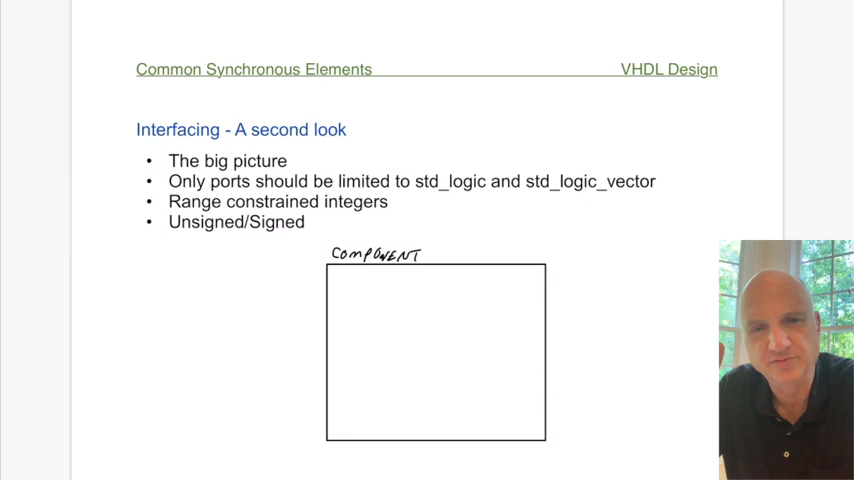 Common Synchronous Elements VHDL Design
Interfacing - A second look
• The big picture
• Only ports should be limited to std_logic and std_logic_vector
• Range constrained integers
• Unsigned/Signed
COMPONENT